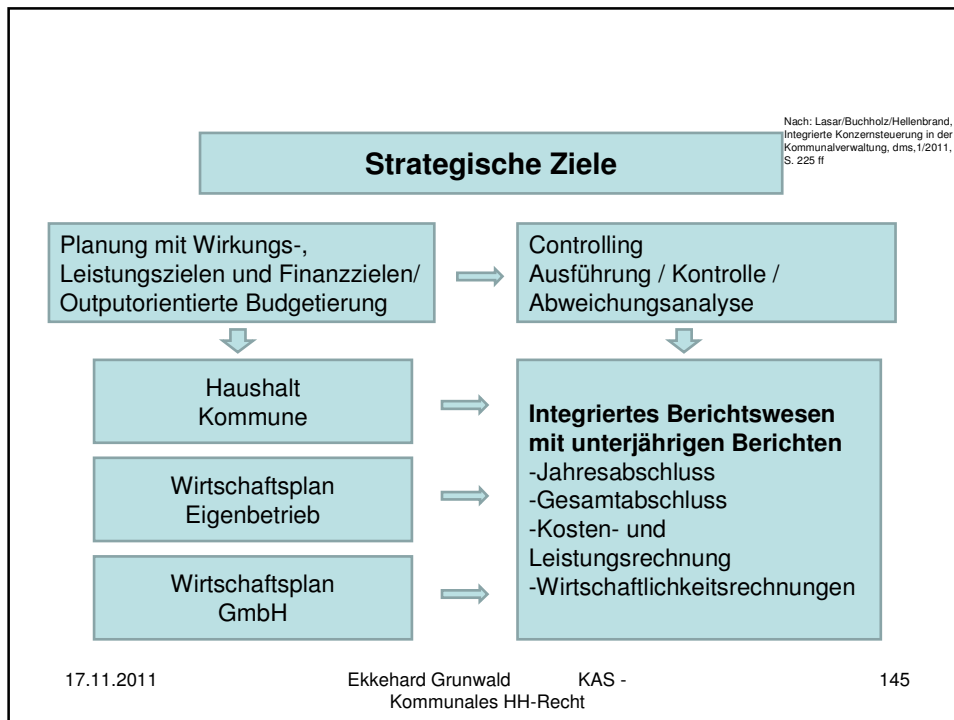 Nach: Lasar/Buchholz/Hellenbrand,
Integrierte Konzernsteuerung in der
Kommunalverwaltung, dms,1/2011,
S. 225 ff
Strategische Ziele
Planung mit Wirkungs-,
Leistungszielen und Finanzzielen/
Outputorientierte Budgetierung
Controlling
Ausführung / Kontrolle /
Abweichungsanalyse
Haushalt
Kommune
Wirtschaftsplan
Eigenbetrieb
Wirtschaftsplan
GmbH
Integriertes Berichtswesen
mit unterjährigen Berichten
-Jahresabschluss
-Gesamtabschluss
-Kosten- und
Leistungsrechnung
-Wirtschaftlichkeitsrechnungen
17.11.2011
Ekkehard Grunwald KAS -
Kommunales HH-Recht
145